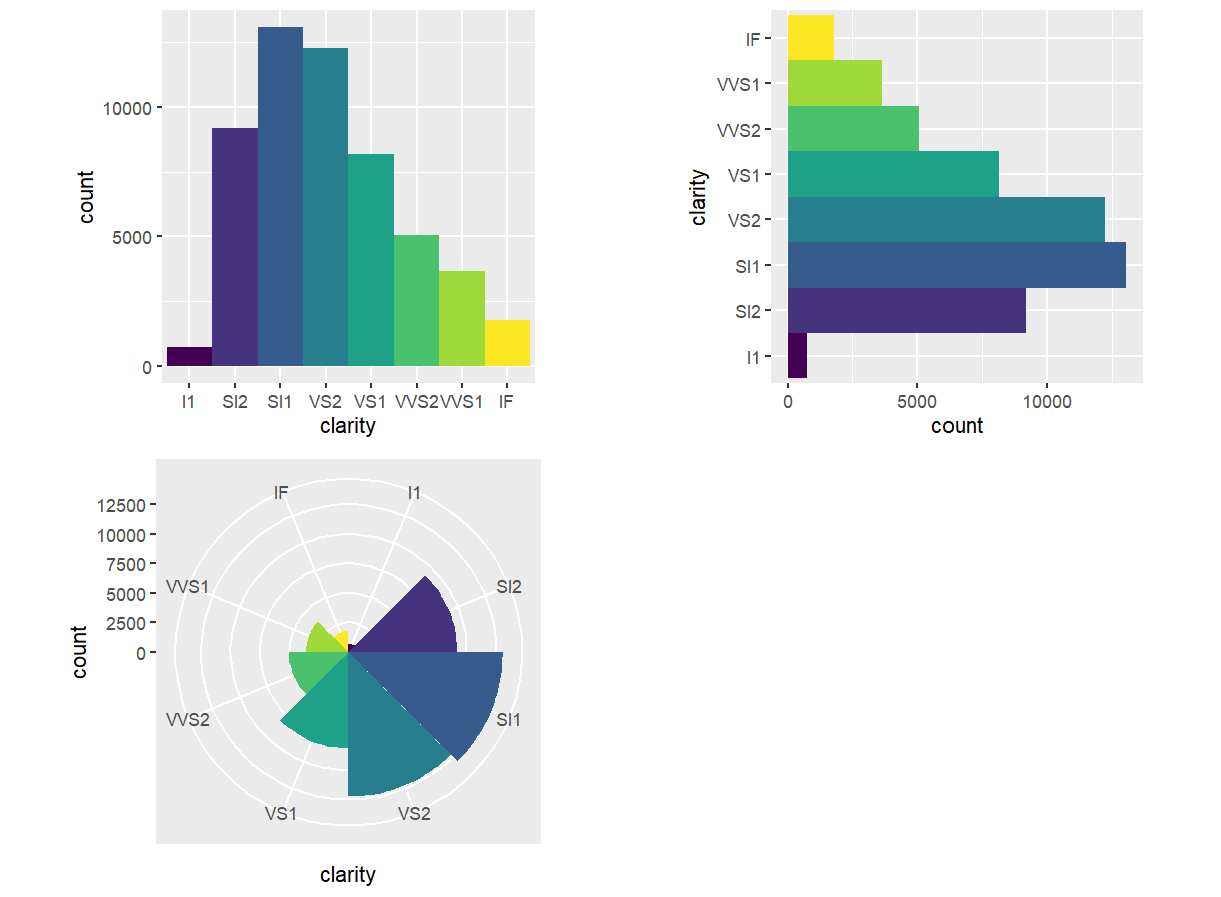 count
10000
5000
0
I1 SI2 SI1 VS2 VS1 VVS2 VVS1 IF
clarity
clarity
IF
VVS1
VVS2
VS1
VS2
SI1
SI2
I1
0 5000 10000
count
count
12500
10000
7500
5000
2500
0
IF I1
VVS1 SI2
VVS2 SI1
VS1 VS2
clarity